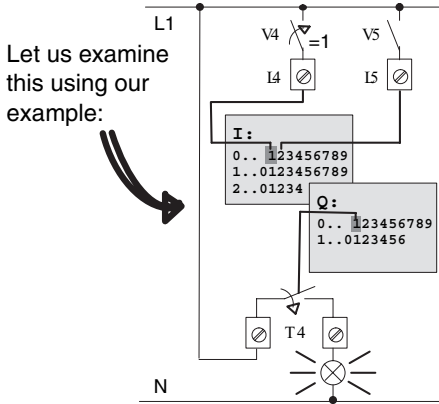 L1
Let us examine
this using our
example:
V4
=1
V5
I4
I5
I:
0.. 123456789
1..0123456789
2..01234
Q:
0.. 123456789
1..0123456
T4
N